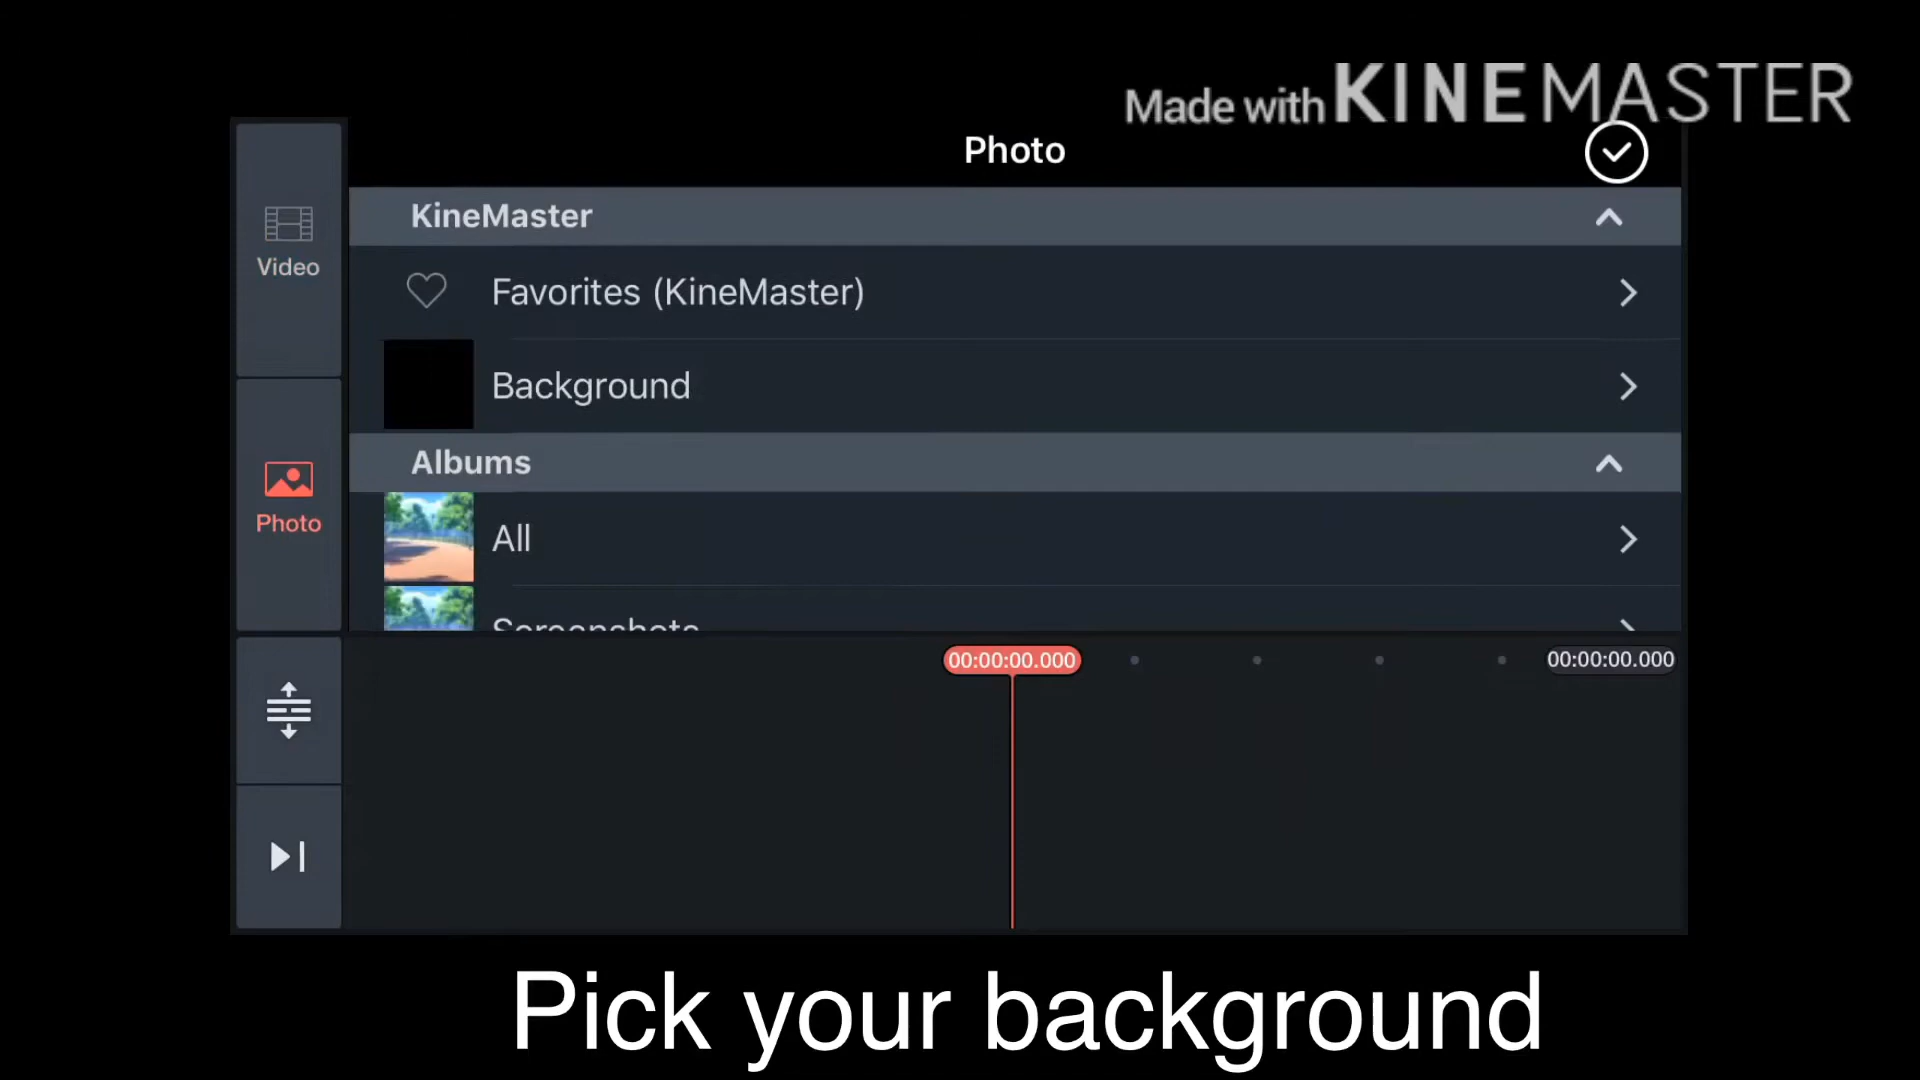 Made with KINEMASTER
Photo
KineMaster
Video
Favorites (KineMaster)
Background
Albums
Photo
All
Screenshots
00:00:00.000
00:00:00.000
Pick your background